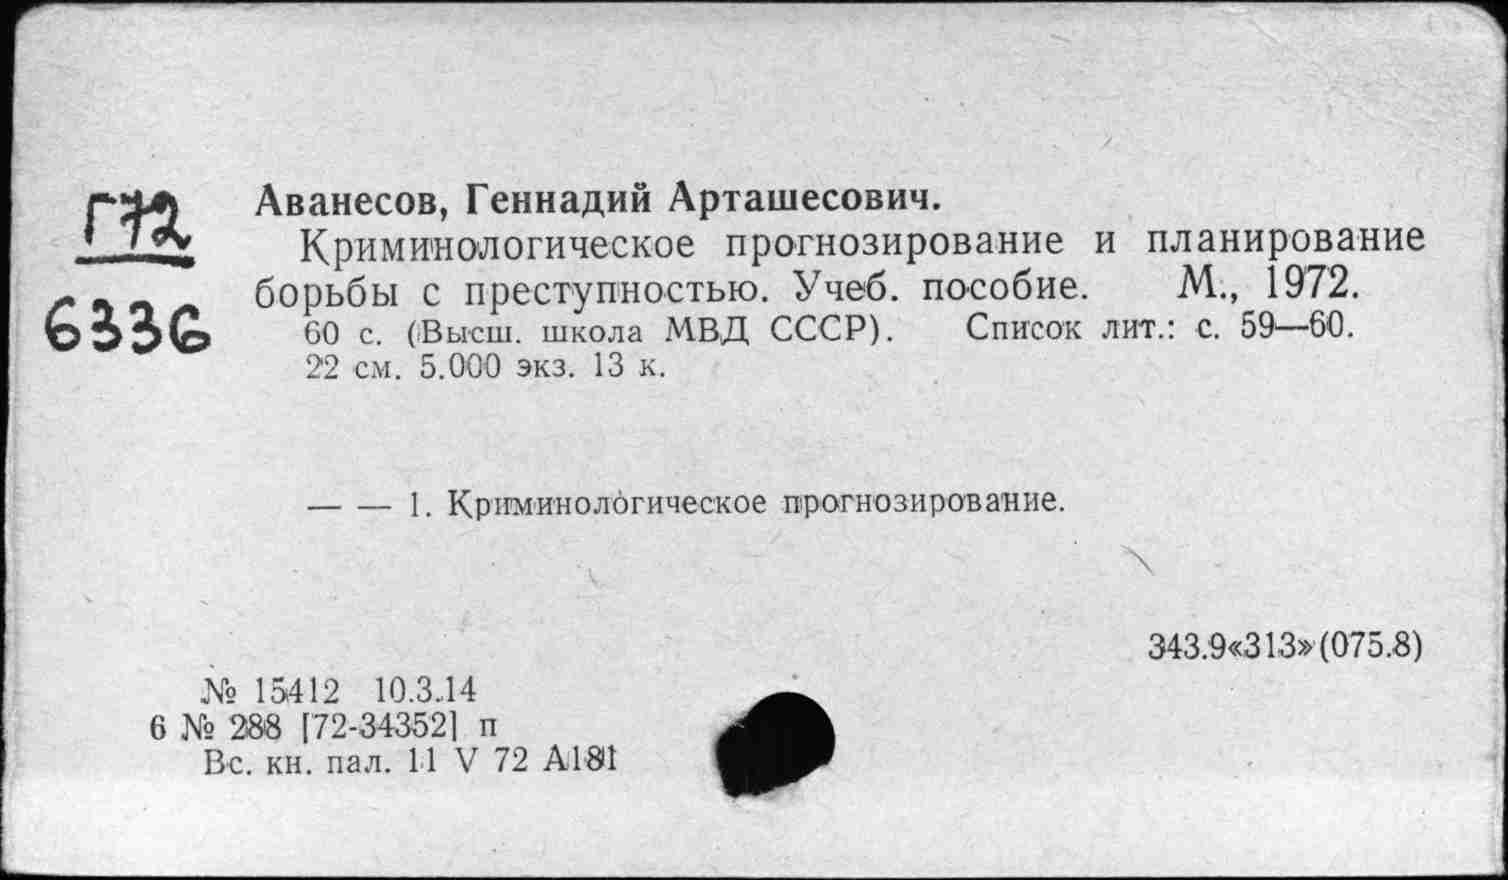 Г72
6336
Аванесов, Геннадий Арташесович.
Криминологическое прогнозирование и планирование
борьбы с преступностью. Учеб. пособие. М., 1972.
60 с. (Высш. школа МВД СССР). Список лит.: с. 59—60.
22 см. 5.000 экз. 13 к.
— — 1. Криминологическое прогнозирование.
343.9«313»(075.8)
№ 15412 10.3.14
6 № 288 [72-34352] п
Вс. кн. пал. 11 V 72 А181